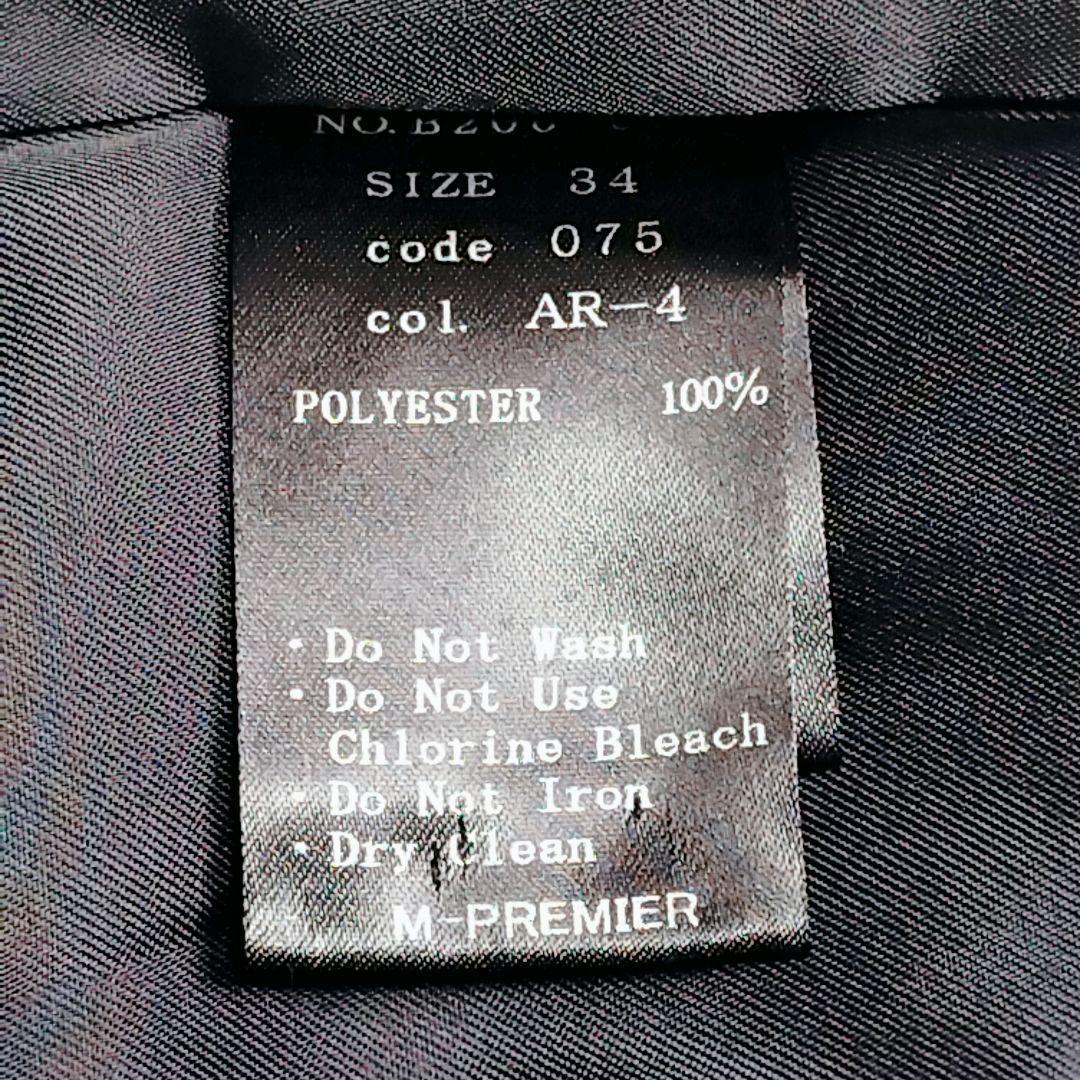 SIZE 34
code 075
col. AR-4
POLYESTER 100%
・Do Not Wash
・Do Not Use
Chlorine Bleach
・Do Not Iron
・Dry Clean
M-PREMIER